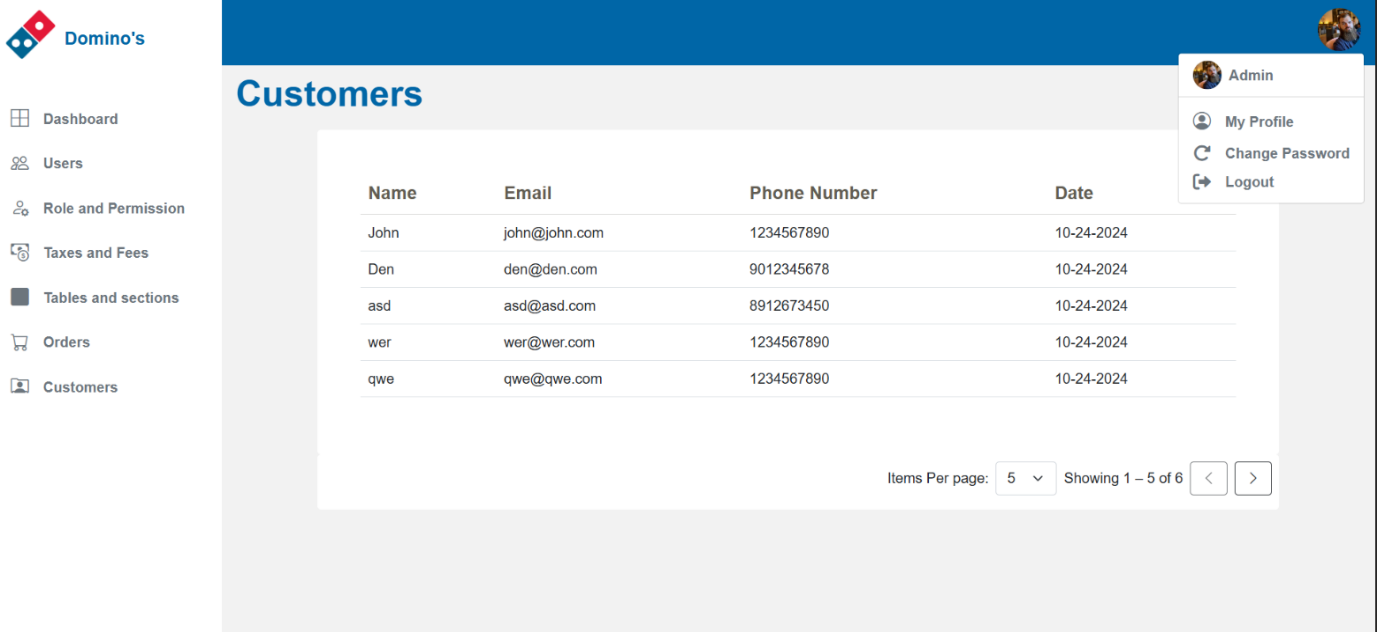 Domino's
Dashboard
Users
Role and Permission
Taxes and Fees
Tables and sections
Orders
Customers
Admin
My Profile
Change Password
Logout
Customers
Name Email Phone Number Date
John john@john.com 1234567890 10-24-2024
Den den@den.com 9012345678 10-24-2024
asd asd@asd.com 8912673450 10-24-2024
wer wer@wer.com 1234567890 10-24-2024
qwe qwe@qwe.com 1234567890 10-24-2024
Items Per page: 5 Showing 1 – 5 of 6